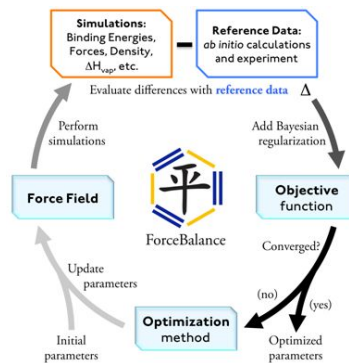 Simulations:
Binding Energies,
Forces, Density,
ΔHvap, etc.
Reference Data:
ab initio calculations
and experiment
Evaluate differences with reference data Δ
Perform
simulations
Add Bayesian
regularization
Force Field
平
ForceBalance
Objective
function
Converged?
Update
parameters
(no)
(yes)
Optimization
method
Initial
parameters
Optimized
parameters